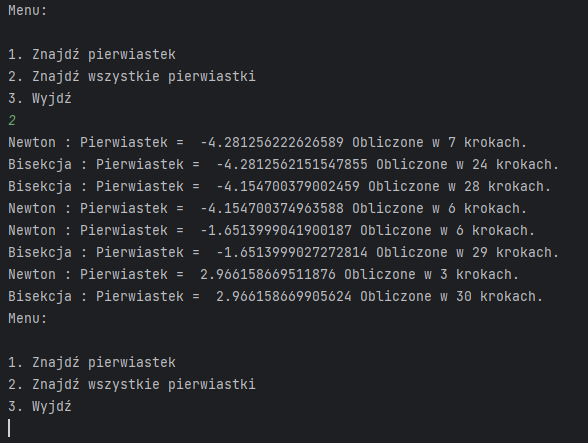 Menu:
1. Znajdź pierwiastek
2. Znajdź wszystkie pierwiastki
3. Wyjdź
2
Newton : Pierwiastek =  -4.281256222626589 Obliczone w 7 krokach.
Bisekcja : Pierwiastek =  -4.2812562151547855 Obliczone w 24 krokach.
Bisekcja : Pierwiastek =  -4.154700379002459 Obliczone w 28 krokach.
Newton : Pierwiastek =  -4.154700374963588 Obliczone w 6 krokach.
Newton : Pierwiastek =  -1.6513999041900187 Obliczone w 6 krokach.
Bisekcja : Pierwiastek =  -1.6513999027272814 Obliczone w 29 krokach.
Newton : Pierwiastek =  2.966158669511876 Obliczone w 3 krokach.
Bisekcja : Pierwiastek =  2.966158669905624 Obliczone w 30 krokach.
Menu:
1. Znajdź pierwiastek
2. Znajdź wszystkie pierwiastki
3. Wyjdź